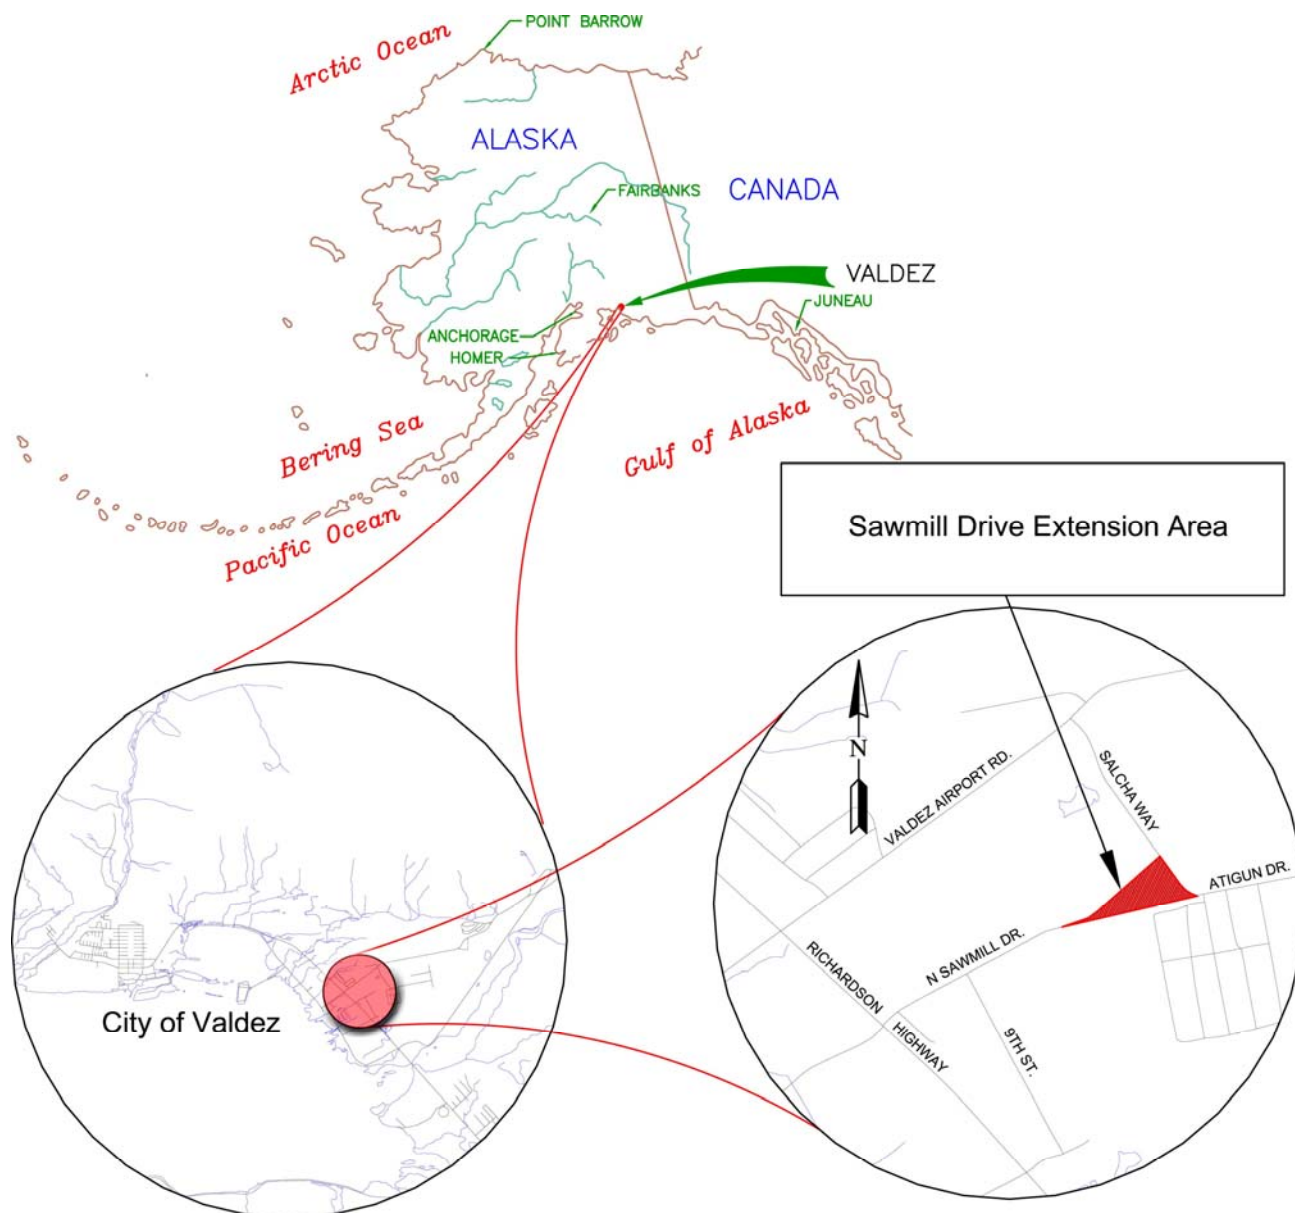 POINT BARROW
Arctic Ocean
ALASKA
CANADA
FAIRBANKS
VALDEZ
JUNEAU
ANCHORAGE
HOMER
Bering Sea
Gulf of Alaska
Pacific Ocean
Sawmill Drive Extension Area
N
VALDEZ AIRPORT RD.
SALCHA WAY
ATIGUN DR.
N SAWMILL DR.
RICHARDSON
HIGHWAY
9TH ST.
City of Valdez